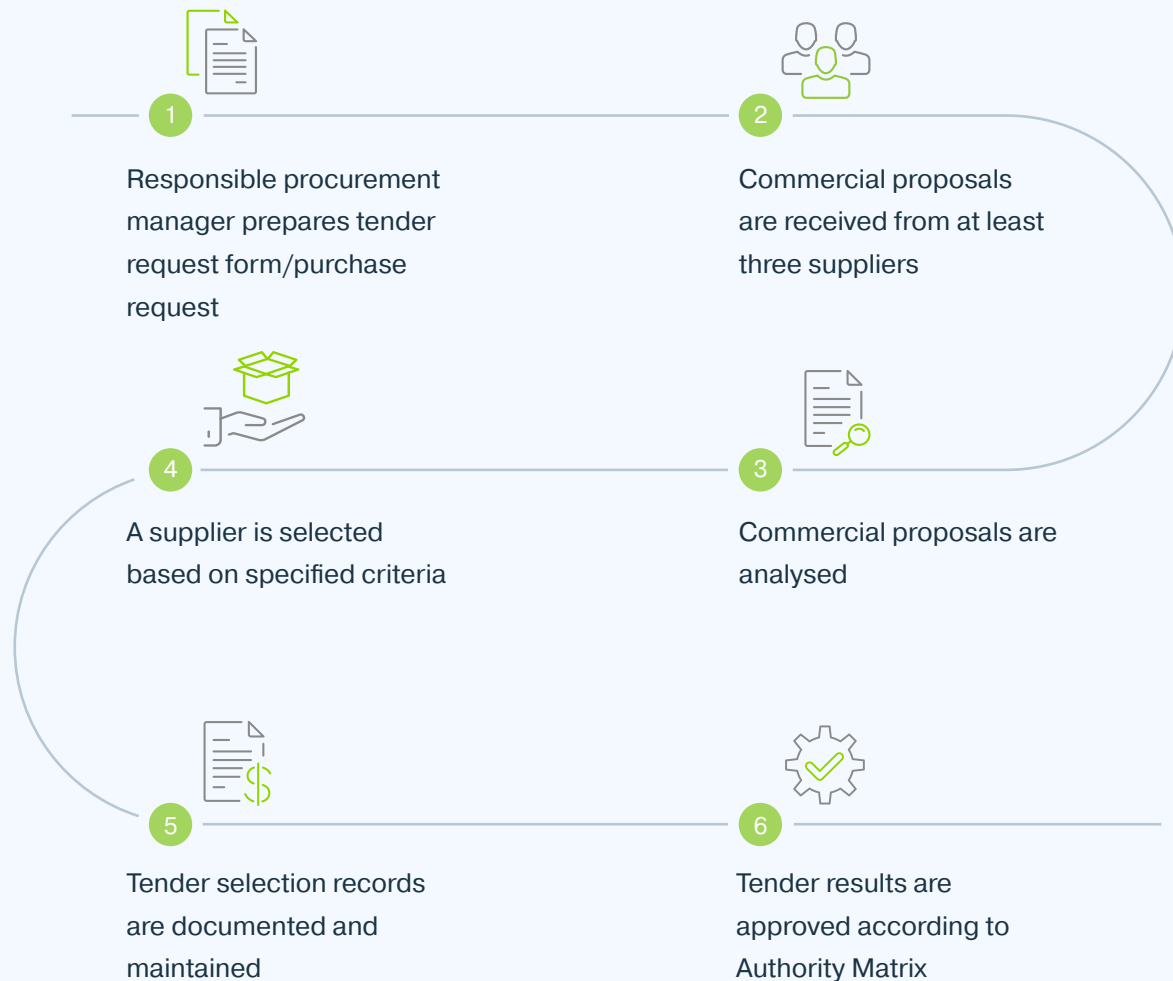 1
Responsible procurement
manager prepares tender
request form/purchase
request
2
Commercial proposals
are received from at least
three suppliers
3
Commercial proposals are
analysed
4
A supplier is selected
based on specified criteria
5
Tender selection records
are documented and
maintained
6
Tender results are
approved according to
Authority Matrix